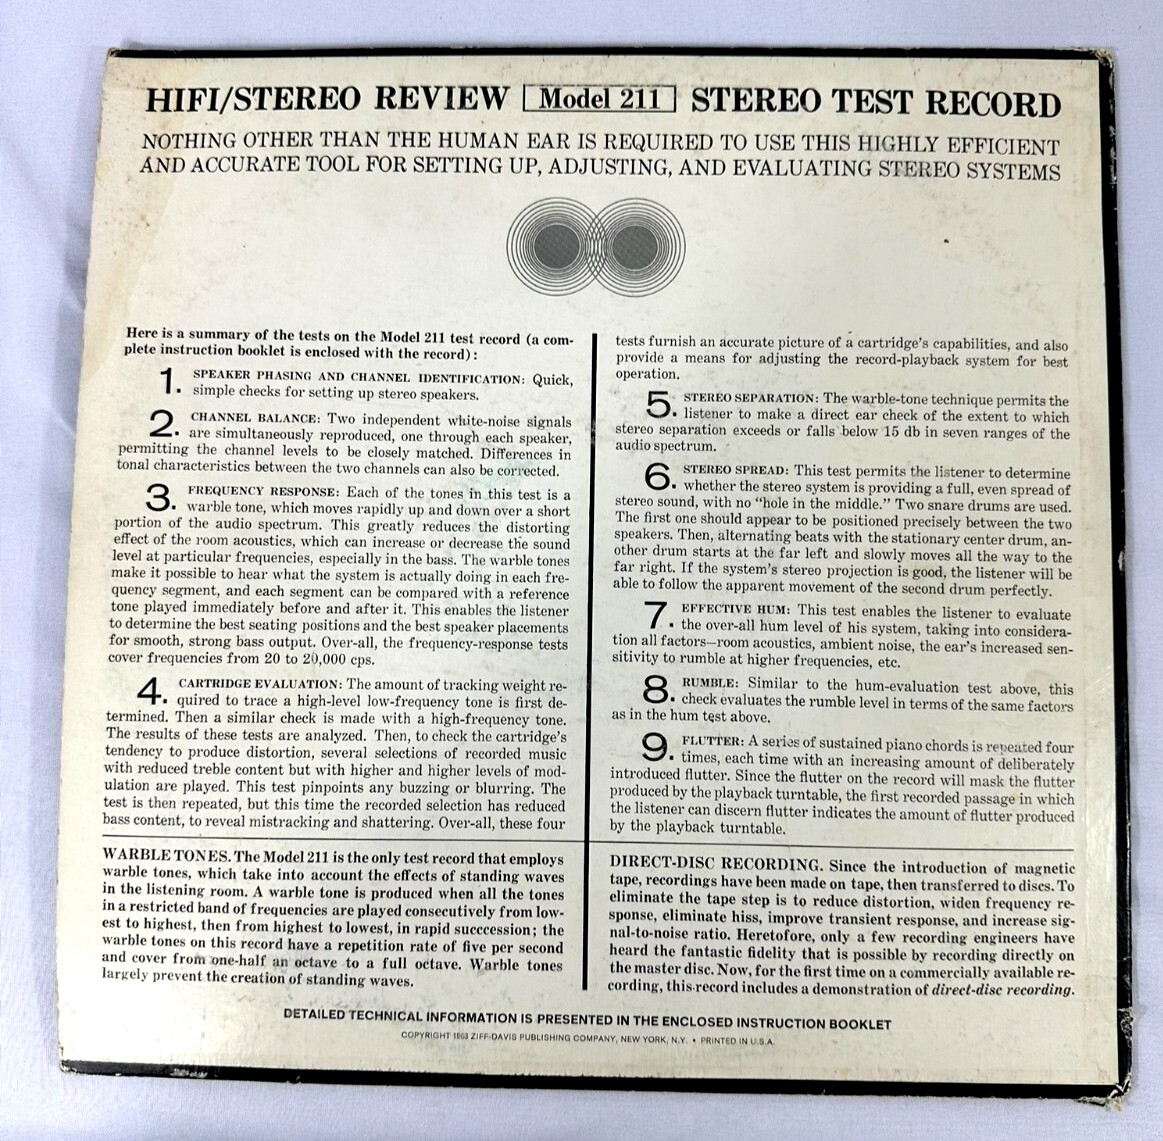 HIFI/STEREO REVIEW Model 211 STEREO TEST RECORD
NOTHING OTHER THAN THE HUMAN EAR IS REQUIRED TO USE THIS HIGHLY EFFICIENT
AND ACCURATE TOOL FOR SETTING UP, ADJUSTING, AND EVALUATING STEREO SYSTEMS
Here is a summary of the tests on the Model 211 test record (a com-
plete instruction booklet is enclosed with the record):
1. SPEAKER PHASING AND CHANNEL IDENTIFICATION: Quick,
simple checks for setting up stereo speakers.
2. CHANNEL BALANCE: Two independent white-noise signals
are simultaneously reproduced, one through each speaker,
permitting the channel levels to be closely matched. Differences in
tonal characteristics between the two channels can also be corrected.
3. FREQUENCY RESPONSE: Each of the tones in this test is a
warble tone, which moves rapidly up and down over a short
portion of the audio spectrum. This greatly reduces the distorting
effect of the room acoustics, which can increase or decrease the sound
level at particular frequencies, especially in the bass. The warble tones
make it possible to hear what the system is actually doing in each fre-
quency segment, and each segment can be compared with a reference
tone played immediately before and after it. This enables the listener
to determine the best seating positions and the best speaker placements
for smooth, strong bass output. Over-all, the frequency-response tests
cover frequencies from 20 to 20,000 cps.
4. CARTRIDGE EVALUATION: The amount of tracking weight re-
quired to trace a high-level low-frequency tone is first de-
termined. Then a similar check is made with a high-frequency tone.
The results of these tests are analyzed. Then, to check the cartridge's
tendency to produce distortion, several selections of recorded music
with reduced treble content but with higher and higher levels of mod-
ulation are played. This test pinpoints any buzzing or blurring. The
test is then repeated, but this time the recorded selection has reduced
bass content, to reveal mistracking and shattering. Over-all, these four
tests furnish an accurate picture of a cartridge's capabilities, and also
provide a means for adjusting the record-playback system for best
operation.
5. STEREO SEPARATION: The warble-tone technique permits the
listener to make a direct ear check of the extent to which
stereo separation exceeds or falls below 15 db in seven ranges of the
audio spectrum.
6. STEREO SPREAD: This test permits the listener to determine
whether the stereo system is providing a full, even spread of
stereo sound, with no "hole in the middle." Two snare drums are used.
The first one should appear to be positioned precisely between the two
speakers. Then, alternating beats with the stationary center drum, an-
other drum starts at the far left and slowly moves all the way to the
far right. If the system's stereo projection is good, the listener will be
able to follow the apparent movement of the second drum perfectly.
7. EFFECTIVE HUM: This test enables the listener to evaluate
the over-all hum level of his system, taking into considera-
tion all factors—room acoustics, ambient noise, the ear's increased sen-
sitivity to rumble at higher frequencies, etc.
8. RUMBLE: Similar to the hum-evaluation test above, this
check evaluates the rumble level in terms of the same factors
as in the hum test above.
9. FLUTTER: A series of sustained piano chords is repeated four
times, each time with an increasing amount of deliberately
introduced flutter. Since the flutter on the record will mask the flutter
produced by the playback turntable, the first recorded passage in which
the listener can discern flutter indicates the amount of flutter produced
by the playback turntable.
WARBLE TONES. The Model 211 is the only test record that employs
warble tones, which take into account the effects of standing waves
in the listening room. A warble tone is produced when all the tones
in a restricted band of frequencies are played consecutively from low-
est to highest, then from highest to lowest, in rapid succcession; the
warble tones on this record have a repetition rate of five per second
and cover from one-half an octave to a full octave. Warble tones
largely prevent the creation of standing waves.
DIRECT-DISC RECORDING. Since the introduction of magnetic
tape, recordings have been made on tape, then transferred to discs. To
eliminate the tape step is to reduce distortion, widen frequency re-
sponse, eliminate hiss, improve transient response, and increase sig-
nal-to-noise ratio. Heretofore, only a few recording engineers have
heard the fantastic fidelity that is possible by recording directly on
the master disc. Now, for the first time on a commercially available re-
cording, this record includes a demonstration of direct-disc recording.
DETAILED TECHNICAL INFORMATION IS PRESENTED IN THE ENCLOSED INSTRUCTION BOOKLET
COPYRIGHT 1963 ZIFF-DAVIS PUBLISHING COMPANY, NEW YORK, N.Y. • PRINTED IN U.S.A.